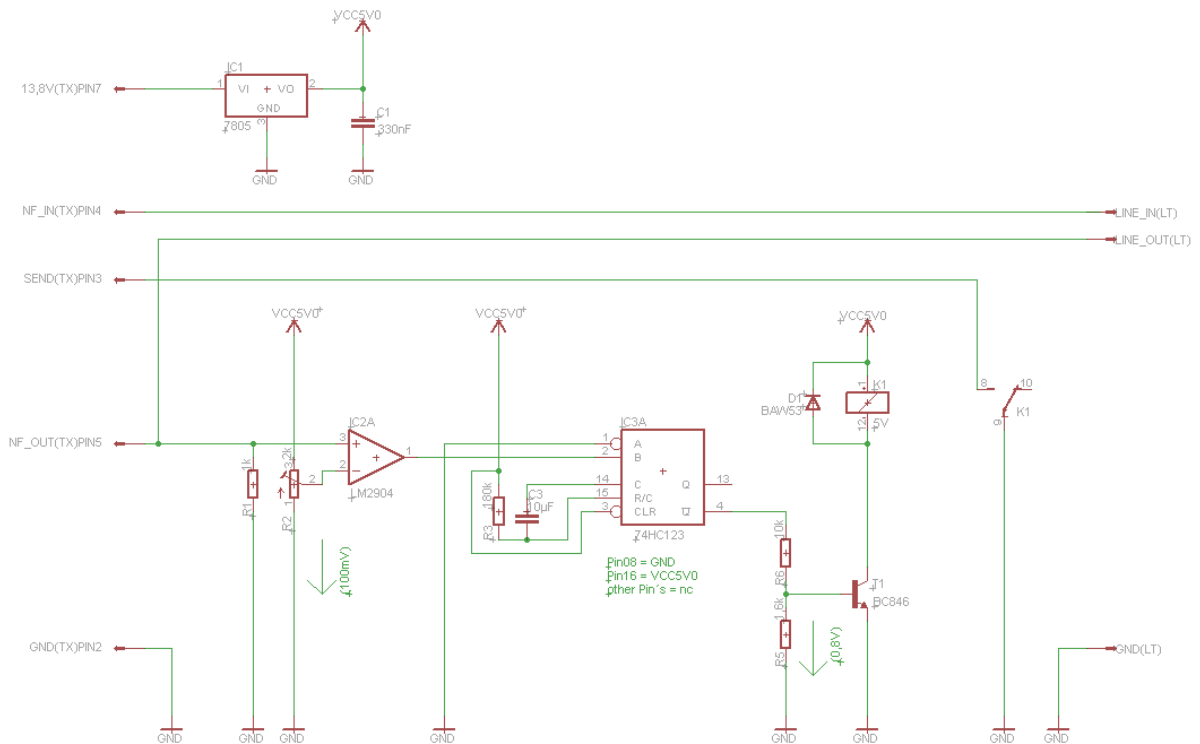 VCC5V0
IC1
13,8V(TX)PIN7
1
VI
VO
2
GND
3
7805
C1
330nF
GND
GND
NF_IN(TX)PIN4
LINE_IN(LT)
LINE_OUT(LT)
SEND(TX)PIN3
VCC5V0
VCC5V0
VCC5V0
1
K1
8
10
D1
BAW53
5V
12
9
K1
NF_OUT(TX)PIN5
IC2A
3
2
1
LM2904
1k
R1
3,2k
2
1
R2
(100mV)
IC3A
1
A
2
B
14
C
15
R/C
3
CLR
Q
13
Q
4
74HC123
180k
R3
C3
10µF
Pin08 = GND
Pin16 = VCC5V0
other Pin´s = nc
10k
R6
1,6k
R5
(0,8V)
T1
BC846
GND(TX)PIN2
GND(LT)
GND
GND
GND
GND
GND
GND
GND
GND